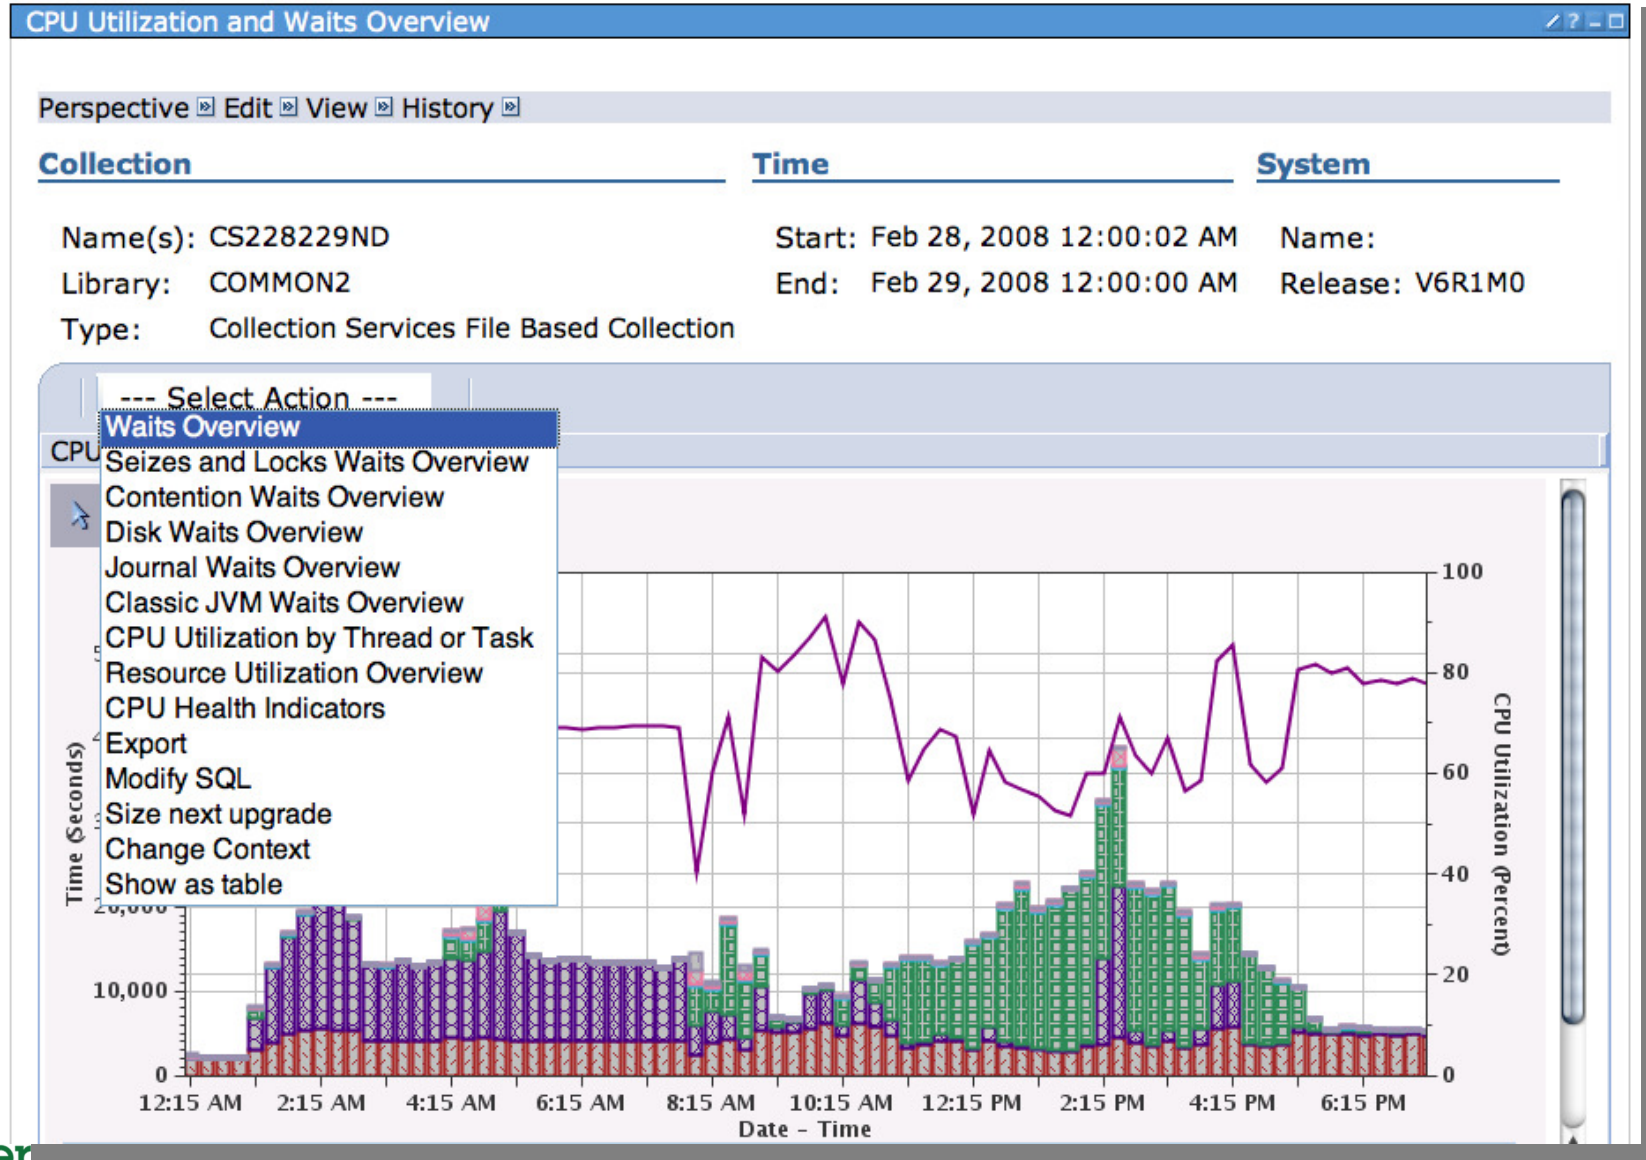 CPU Utilization and Waits Overview
Perspective Edit View History
Collection Time System
Name(s): CS228229ND Start: Feb 28, 2008 12:00:02 AM Name:
Library: COMMON2 End: Feb 29, 2008 12:00:00 AM Release: V6R1M0
Type: Collection Services File Based Collection
--- Select Action ---
Waits Overview
CPU
Seizes and Locks Waits Overview
Contention Waits Overview
Disk Waits Overview
Journal Waits Overview
Classic JVM Waits Overview
CPU Utilization by Thread or Task
Resource Utilization Overview
CPU Health Indicators
Export
Modify SQL
Size next upgrade
Change Context
Show as table
Time (Seconds)
10,000
0
100
80
60
40
20
0
CPU Utilization (Percent)
12:15 AM 2:15 AM 4:15 AM 6:15 AM 8:15 AM 10:15 AM 12:15 PM 2:15 PM 4:15 PM 6:15 PM
Date - Time